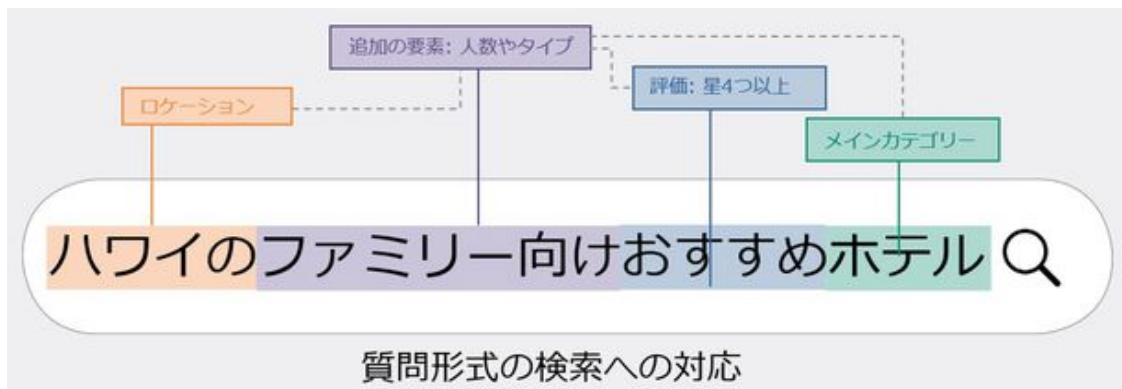 追加の要素: 人数やタイプ
評価: 星4つ以上
ロケーション
メインカテゴリー
ハワイのファミリー向けおすすめホテル
質問形式の検索への対応